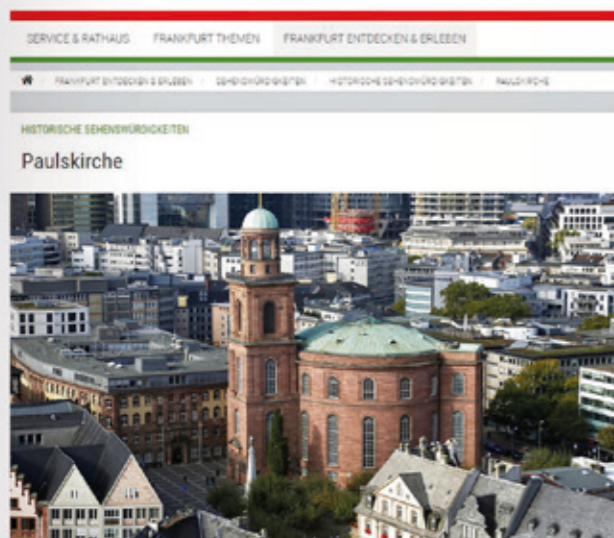 SERVICE & RATHAUS FRANKFURT THEMEN FRANKFURT ENTDECKEN & ERLEBEN
FRANKFURT ENTDECKEN & ERLEBEN / SEHENSWÜRDIGKEITEN / HISTORISCHE SEHENSWÜRDIGKEITEN / PAULSKIRCHE
HISTORISCHE SEHENSWÜRDIGKEITEN
Paulskirche